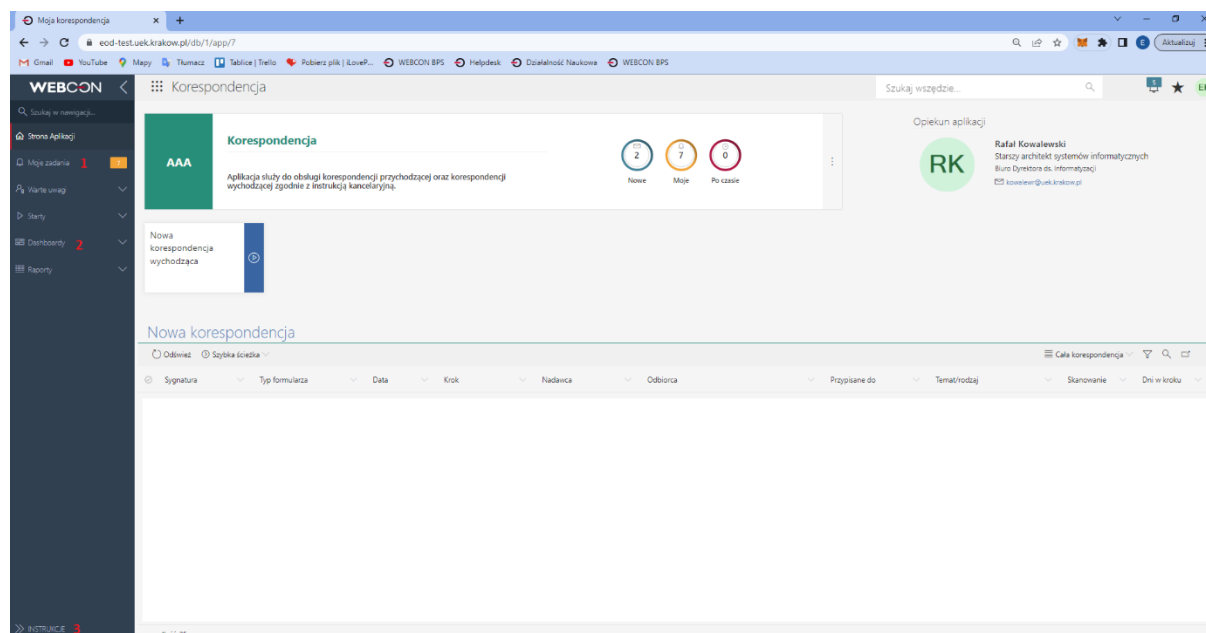 Moja korespondencja
eod-test.uek.krakow.pl/db/1/app/7
Aktualizuj
Gmail YouTube Mapy Tłumacz Tablice | Trello Pobierz plik | iLoveP... WEBCON BPS Helpdesk Działalność Naukowa WEBCON BPS
WEBCON
Korespondencja
Szukaj wszędzie...
5
Szukaj w nawigacji...
Strona Aplikacji
Moje zadania 1
Warte uwagi
Starty
Dashboardy 2
Raporty
AAA
Korespondencja
Aplikacja służy do obsługi korespondencji przychodzącej oraz korespondencji
wychodzącej zgodnie z instrukcją kancelaryjną.
2 7 0
Nowe Moje Po czasie
Opiekun aplikacji
RK
Rafał Kowalewski
Starszy architekt systemów informatycznych
Biuro Dyrektora ds. Informatyzacji
kowalewr@uek.krakow.pl
Nowa
korespondencja
wychodząca
Nowa korespondencja
Odśwież Szybka ścieżka
Cała korespondencja
Sygnatura Typ formularza Data Krok Nadawca Odbiorca Przypisane do Temat/rodzaj Skanowanie Dni w kroku
INSTRUKCJE 3